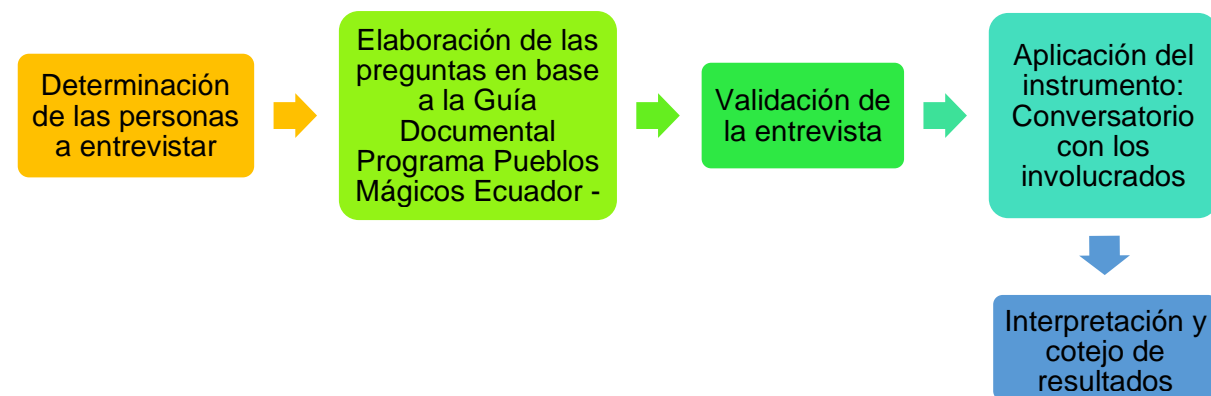 Determinación
de las personas
a entrevistar
Elaboración de las
preguntas en base
a la Guía
Documental
Programa Pueblos
Mágicos Ecuador -
Validación de
la entrevista
Aplicación del
instrumento:
Conversatorio
con los
involucrados
Interpretación y
cotejo de
resultados